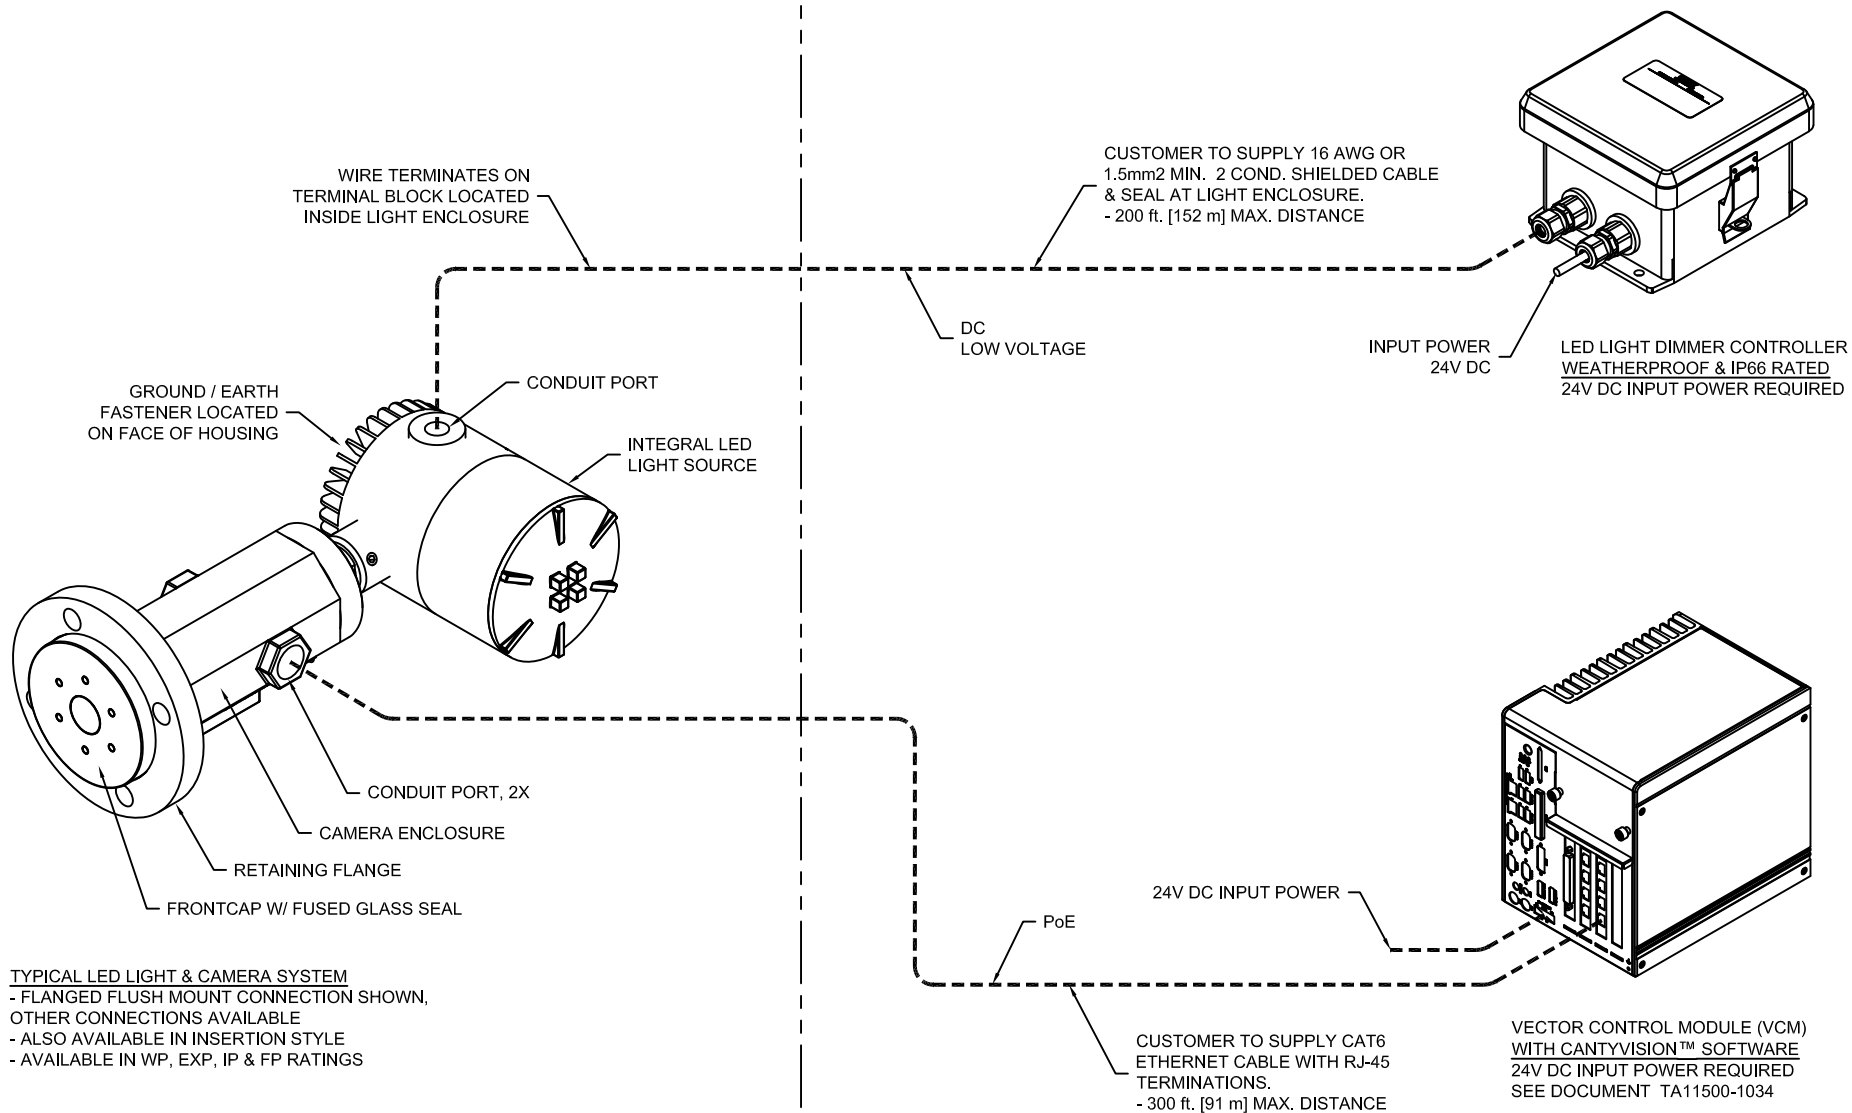 WIRE TERMINATES ON
TERMINAL BLOCK LOCATED
INSIDE LIGHT ENCLOSURE
CUSTOMER TO SUPPLY 16 AWG OR
1.5mm2 MIN. 2 COND. SHIELDED CABLE
& SEAL AT LIGHT ENCLOSURE.
- 200 ft. [152 m] MAX. DISTANCE
DC
LOW VOLTAGE
INPUT POWER
24V DC
LED LIGHT DIMMER CONTROLLER
WEATHERPROOF & IP66 RATED
24V DC INPUT POWER REQUIRED
GROUND / EARTH
FASTENER LOCATED
ON FACE OF HOUSING
CONDUIT PORT
INTEGRAL LED
LIGHT SOURCE
CONDUIT PORT, 2X
CAMERA ENCLOSURE
RETAINING FLANGE
FRONTCAP W/ FUSED GLASS SEAL
24V DC INPUT POWER
PoE
TYPICAL LED LIGHT & CAMERA SYSTEM
- FLANGED FLUSH MOUNT CONNECTION SHOWN,
OTHER CONNECTIONS AVAILABLE
- ALSO AVAILABLE IN INSERTION STYLE
- AVAILABLE IN WP, EXP, IP & FP RATINGS
CUSTOMER TO SUPPLY CAT6
ETHERNET CABLE WITH RJ-45
TERMINATIONS.
- 300 ft. [91 m] MAX. DISTANCE
VECTOR CONTROL MODULE (VCM)
WITH CANTYVISION™ SOFTWARE
24V DC INPUT POWER REQUIRED
SEE DOCUMENT TA11500-1034